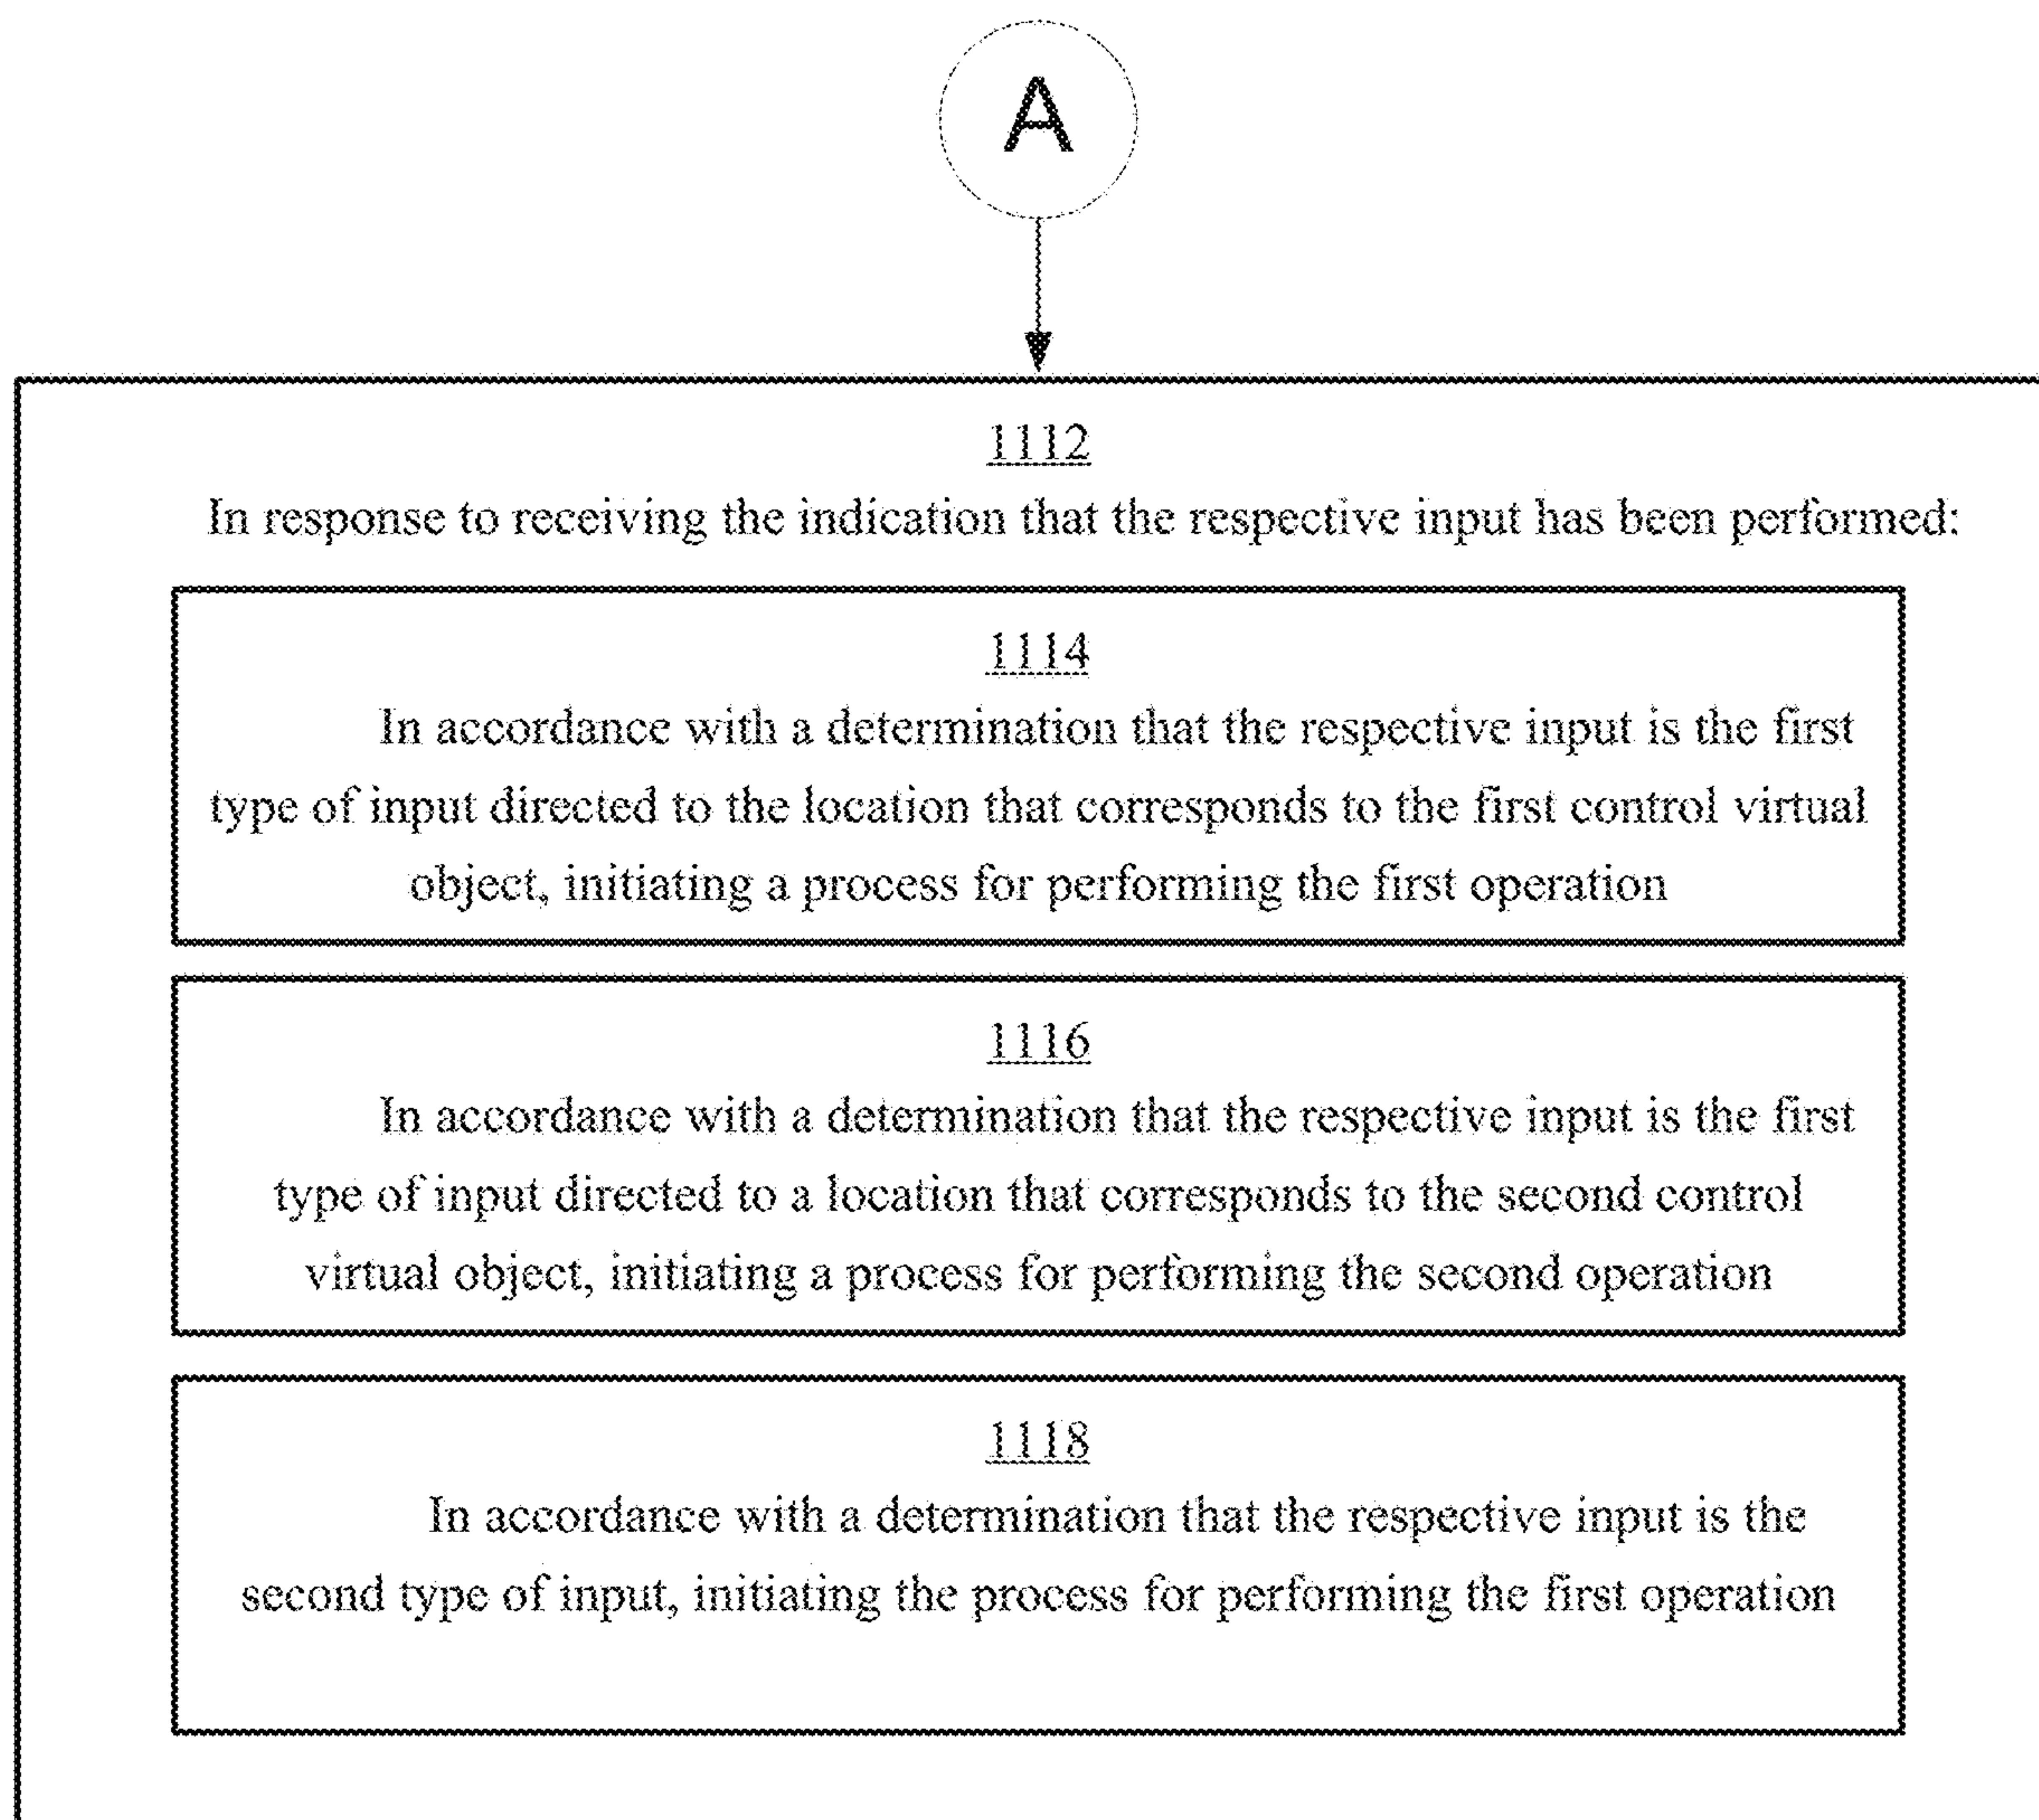 A
1112
In response to receiving the indication that the respective input has been performed:
1114
In accordance with a determination that the respective input is the first
type of input directed to the location that corresponds to the first control virtual
object, initiating a process for performing the first operation
1116
In accordance with a determination that the respective input is the first
type of input directed to a location that corresponds to the second control
virtual object, initiating a process for performing the second operation
1118
In accordance with a determination that the respective input is the
second type of input, initiating the process for performing the first operation